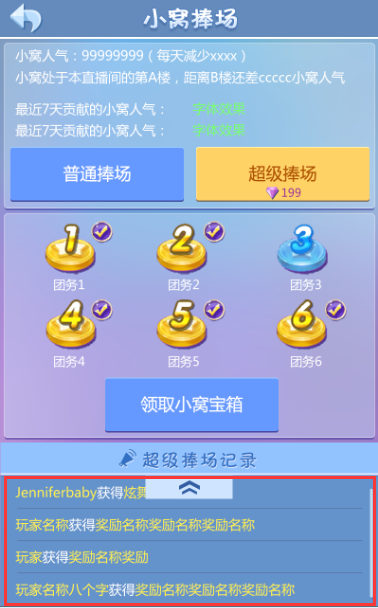 小窝捧场
小窝人气：99999999（每天减少xxxx）
小窝处于本直播间的第A楼，距离B楼还差ccccc小窝人气
最近7天贡献的小窝人气： 字体效果
最近7天贡献的小窝人气： 字体效果
普通捧场 超级捧场
199
1 2 3
团务1 团务2 团务3
4 5 6
团务4 团务5 团务6
领取小窝宝箱
超级捧场记录
Jenniferbaby获得炫舞
玩家名称获得奖励名称奖励名称奖励名称
玩家获得奖励名称奖励
玩家名称八个字获得奖励名称奖励名称奖励名称